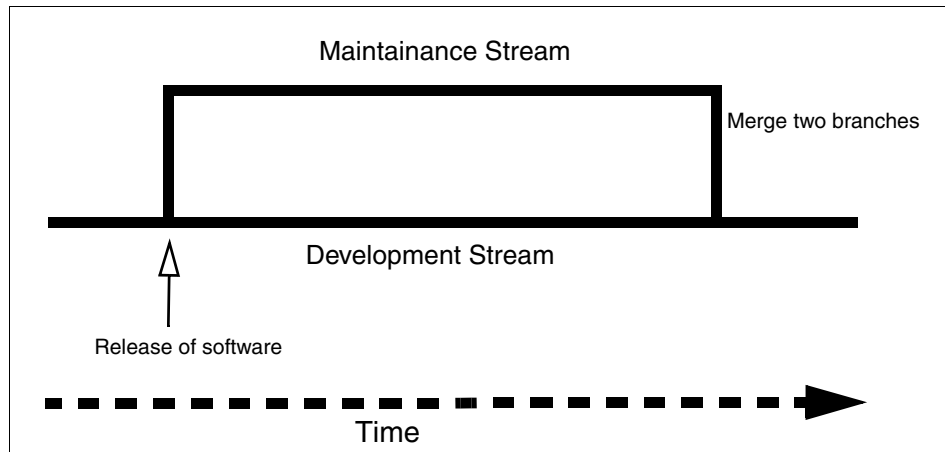 Maintainance Stream
Merge two branches
Development Stream
Release of software
Time